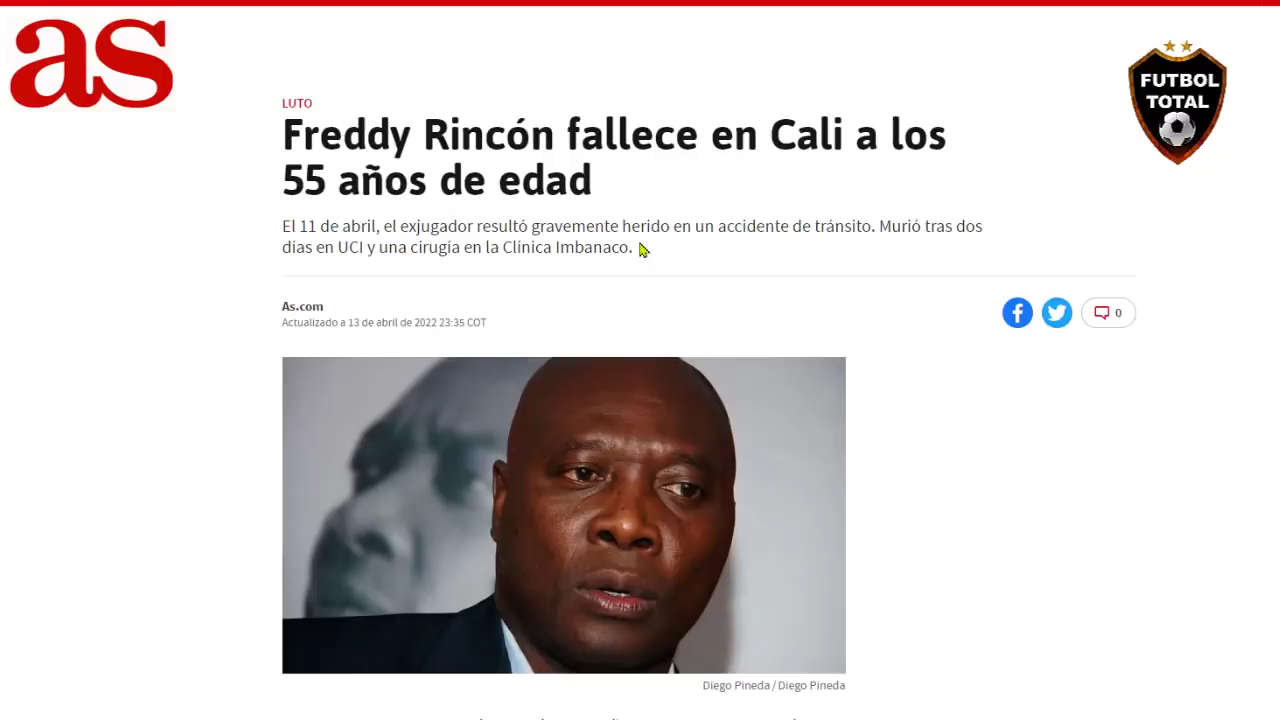 as
FUTBOL
TOTAL
LUTO
Freddy Rincón fallece en Cali a los
55 años de edad
El 11 de abril, el exjugador resultó gravemente herido en un accidente de tránsito. Murió tras dos
días en UCI y una cirugía en la Clínica Imbanaco.
As.com
Actualizado a 13 de abril de 2022 23:35 COT
0
Diego Pineda / Diego Pineda